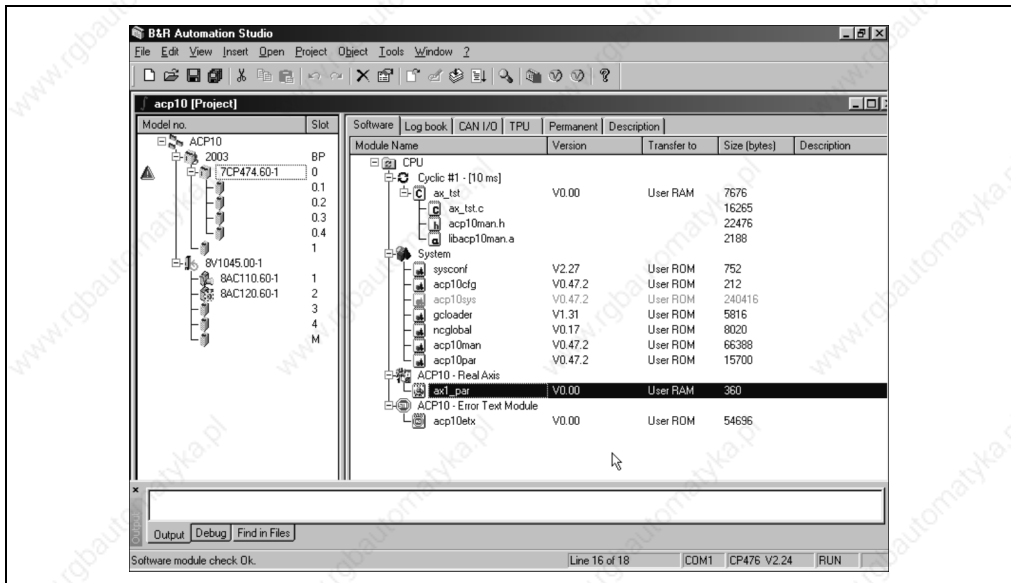 B&R Automation Studio
File Edit View Insert Open Project Object Tools Window ?
acp10 [Project]
Model no. Slot
ACP10
2003 BP
7CP474.60-1 0
0.1
0.2
0.3
0.4
1
8V1045.00-1
8AC110.60-1 1
8AC120.60-1 2
3
4
M
Software Log book CAN I/O TPU Permanent Description
Module Name Version Transfer to Size (bytes) Description
CPU
Cyclic #1 - [10 ms]
ax_tst V0.00 User RAM 7676
ax_tst.c 16265
acp10man.h 22476
libacp10man.a 2188
System
sysconf V2.27 User ROM 752
acp10cfg V0.47.2 User ROM 212
acp10sys V0.47.2 User ROM 240416
gcloader V1.31 User ROM 5816
ncglobal V0.17 User ROM 8020
acp10man V0.47.2 User ROM 66388
acp10par V0.47.2 User ROM 15700
ACP10 - Real Axis
ax1_par V0.00 User RAM 360
ACP10 - Error Text Module
acp10etx V0.00 User ROM 54696
Output Debug Find in Files
Software module check Ok. Line 16 of 18 COM1 CP476 V2.24 RUN
www.rgbautomatyka.pl